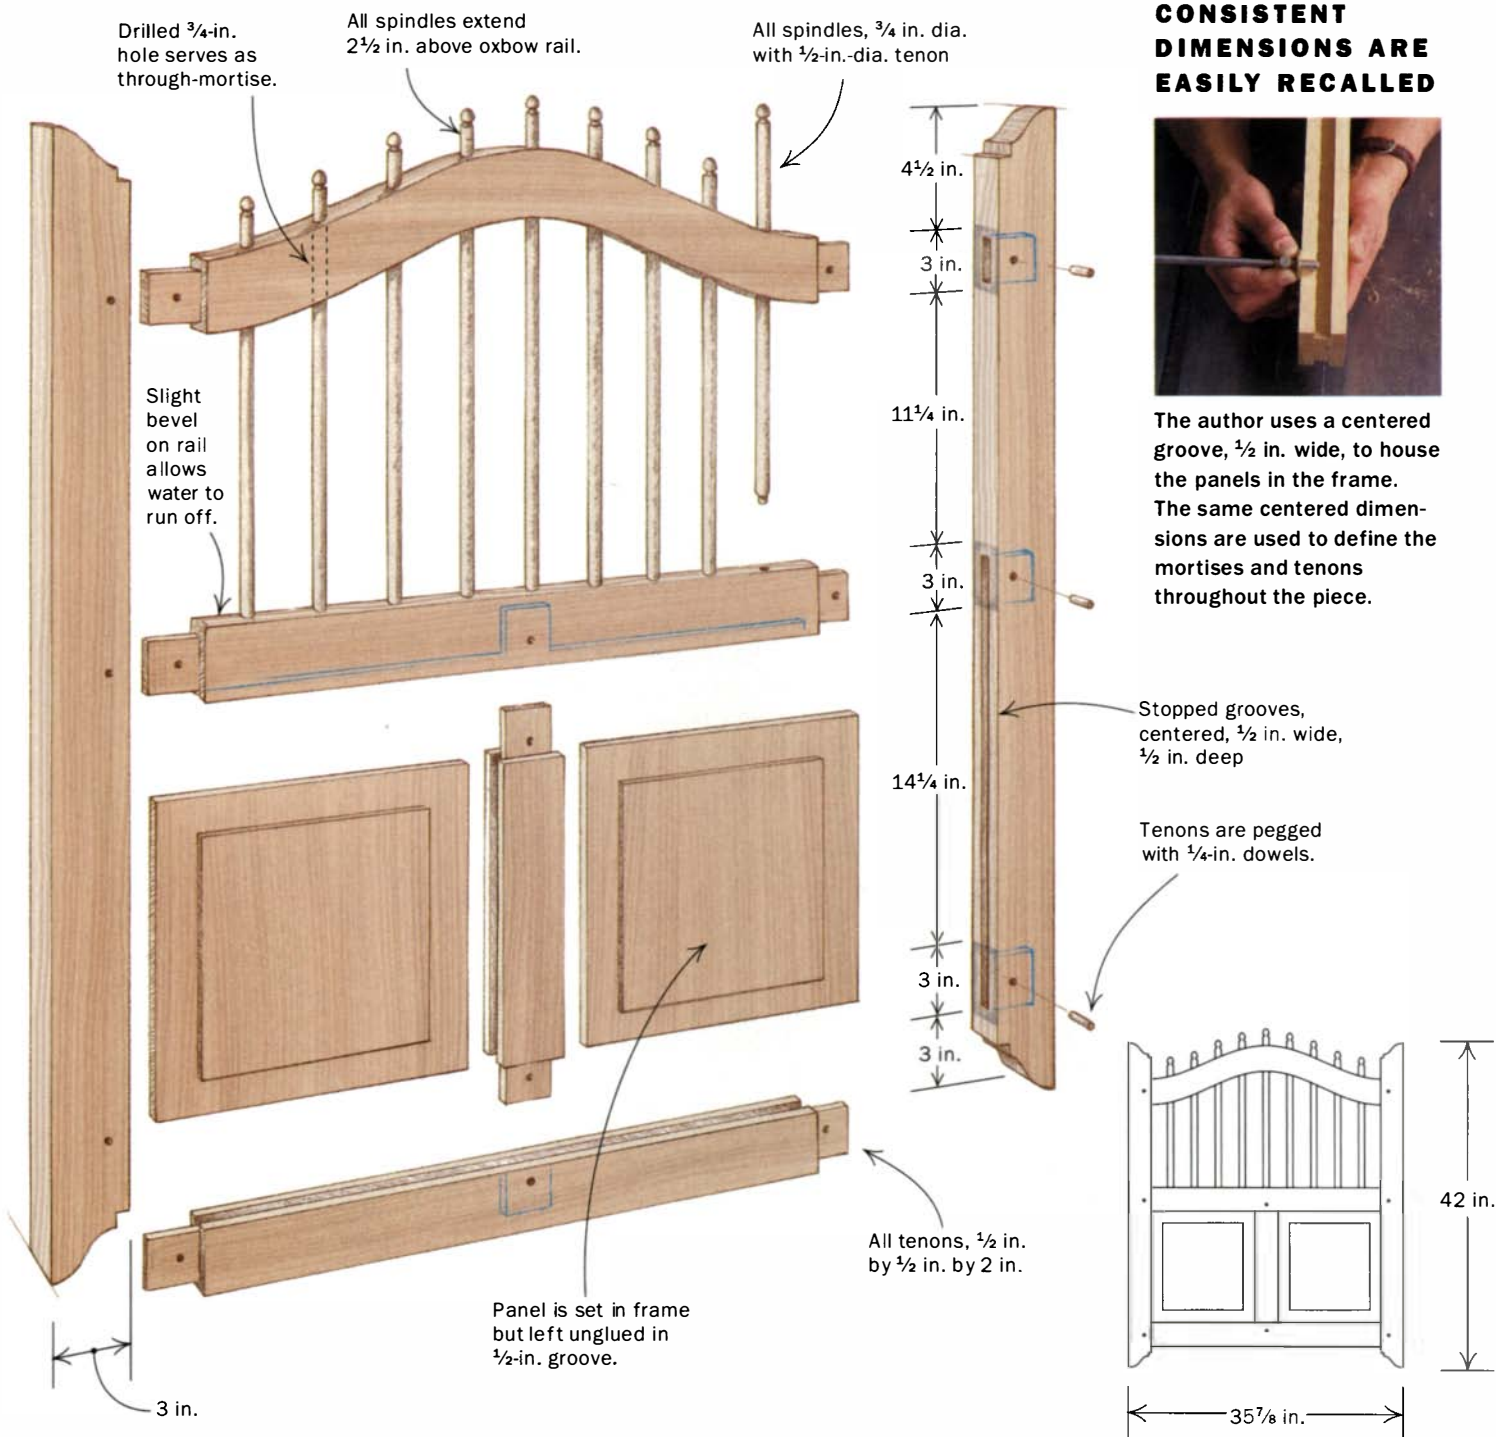 Drilled ¾-in.
hole serves as
through-mortise.
All spindles extend
2½ in. above oxbow rail.
All spindles, ¾ in. dia.
with ½-in.-dia. tenon
CONSISTENT
DIMENSIONS ARE
EASILY RECALLED
4½ in.
3 in.
11¼ in.
3 in.
14¼ in.
3 in.
3 in.
Slight
bevel
on rail
allows
water to
run off.
The author uses a centered
groove, ½ in. wide, to house
the panels in the frame.
The same centered dimen-
sions are used to define the
mortises and tenons
throughout the piece.
Stopped grooves,
centered, ½ in. wide,
½ in. deep
Tenons are pegged
with ¼-in. dowels.
All tenons, ½ in.
by ½ in. by 2 in.
Panel is set in frame
but left unglued in
½-in. groove.
3 in.
42 in.
35⅞ in.